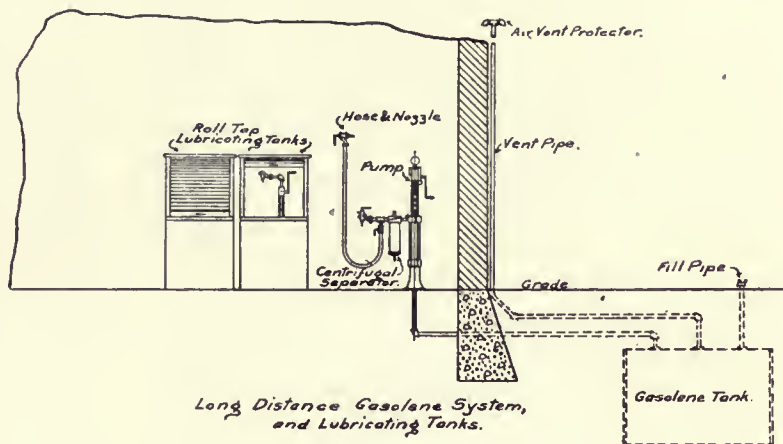 Air Vent Protector.
Hose & Nozzle
Roll Top
Lubricating Tanks
Vent Pipe.
Pump
Centrifugal
Separator.
Grade
Fill Pipe
Gasolene Tank.
Long Distance Gasolene System,
and Lubricating Tanks.